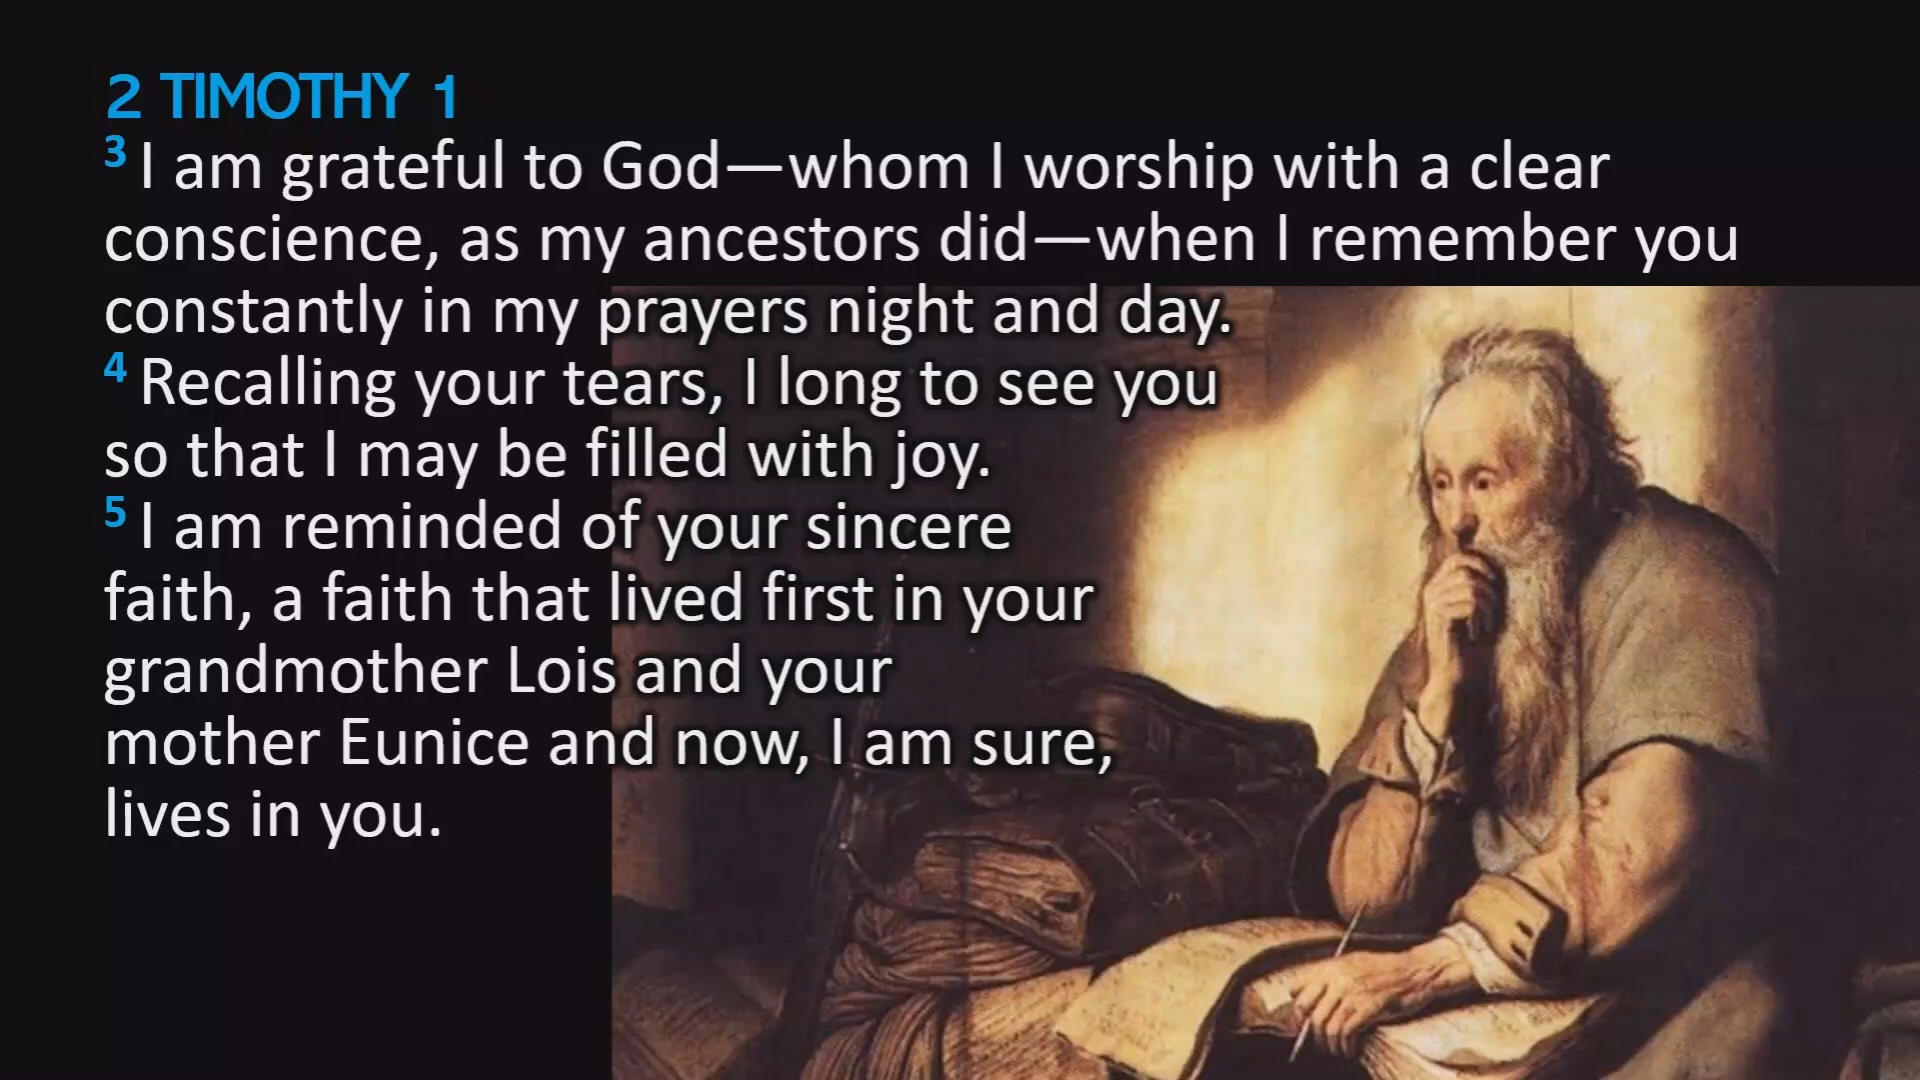 2 TIMOTHY 1
3 I am grateful to God—whom I worship with a clear
conscience, as my ancestors did—when I remember you
constantly in my prayers night and day.
4 Recalling your tears, I long to see you
so that I may be filled with joy.
5 I am reminded of your sincere
faith, a faith that lived first in your
grandmother Lois and your
mother Eunice and now, I am sure,
lives in you.